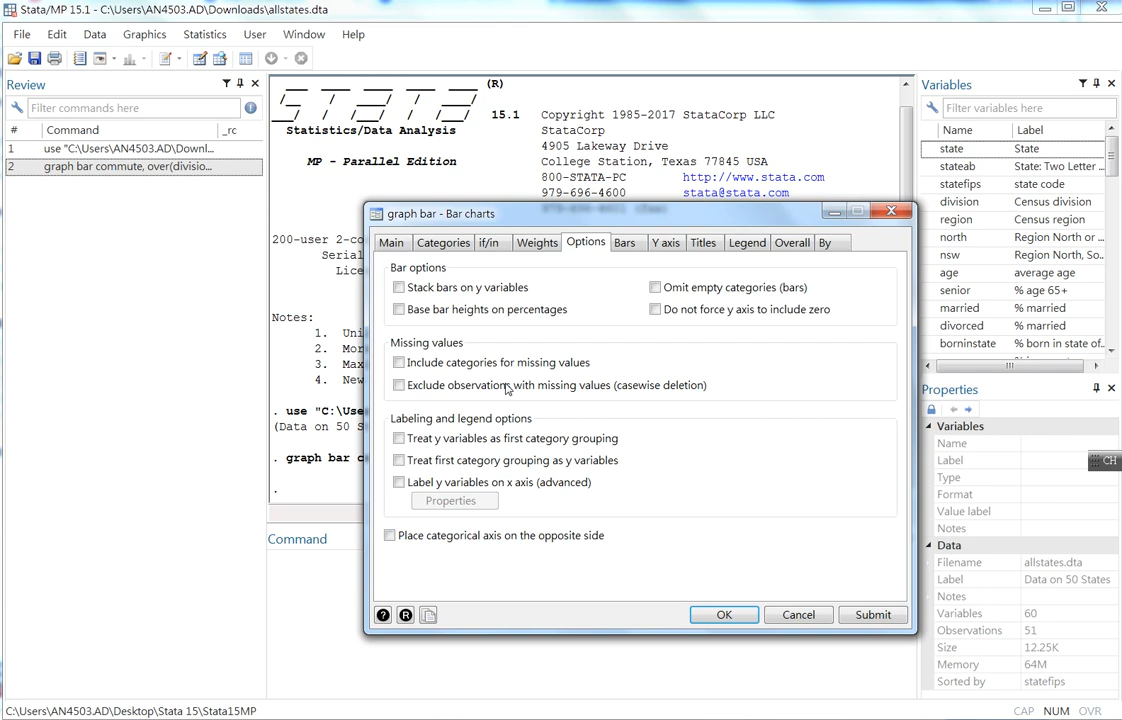 Stata/MP 15.1 - C:\Users\AN4503.AD\Downloads\allstates.dta
File Edit Data Graphics Statistics User Window Help
Review
Filter commands here
# Command _rc
1 use "C:\Users\AN4503.AD\Downl...
2 graph bar commute, over(divisio...
(R)
15.1 Copyright 1985-2017 StataCorp LLC
Statistics/Data Analysis StataCorp
4905 Lakeway Drive
MP - Parallel Edition College Station, Texas 77845 USA
800-STATA-PC http://www.stata.com
979-696-4600 stata@stata.com
200-user 2-co
Serial
Lice
Notes:
1. Uni
2. Mor
3. Max
4. New
. use "C:\Use
(Data on 50 S
. graph bar c
.
Command
graph bar - Bar charts
Main Categories if/in Weights Options Bars Y axis Titles Legend Overall By
Bar options
Stack bars on y variables Omit empty categories (bars)
Base bar heights on percentages Do not force y axis to include zero
Missing values
Include categories for missing values
Exclude observations with missing values (casewise deletion)
Labeling and legend options
Treat y variables as first category grouping
Treat first category grouping as y variables
Label y variables on x axis (advanced)
Properties
Place categorical axis on the opposite side
? R OK Cancel Submit
Variables
Filter variables here
Name Label
state State
stateab State: Two Letter ...
statefips state code
division Census division
region Census region
north Region North or ...
nsw Region North, So...
age average age
senior % age 65+
married % married
divorced % married
borninstate % born in state of...
Properties
Variables
Name
Label
CH
Type
Format
Value label
Notes
Data
Filename allstates.dta
Label Data on 50 States
Notes
Variables 60
Observations 51
Size 12.25K
Memory 64M
Sorted by statefips
C:\Users\AN4503.AD\Desktop\Stata 15\Stata15MP
CAP NUM OVR